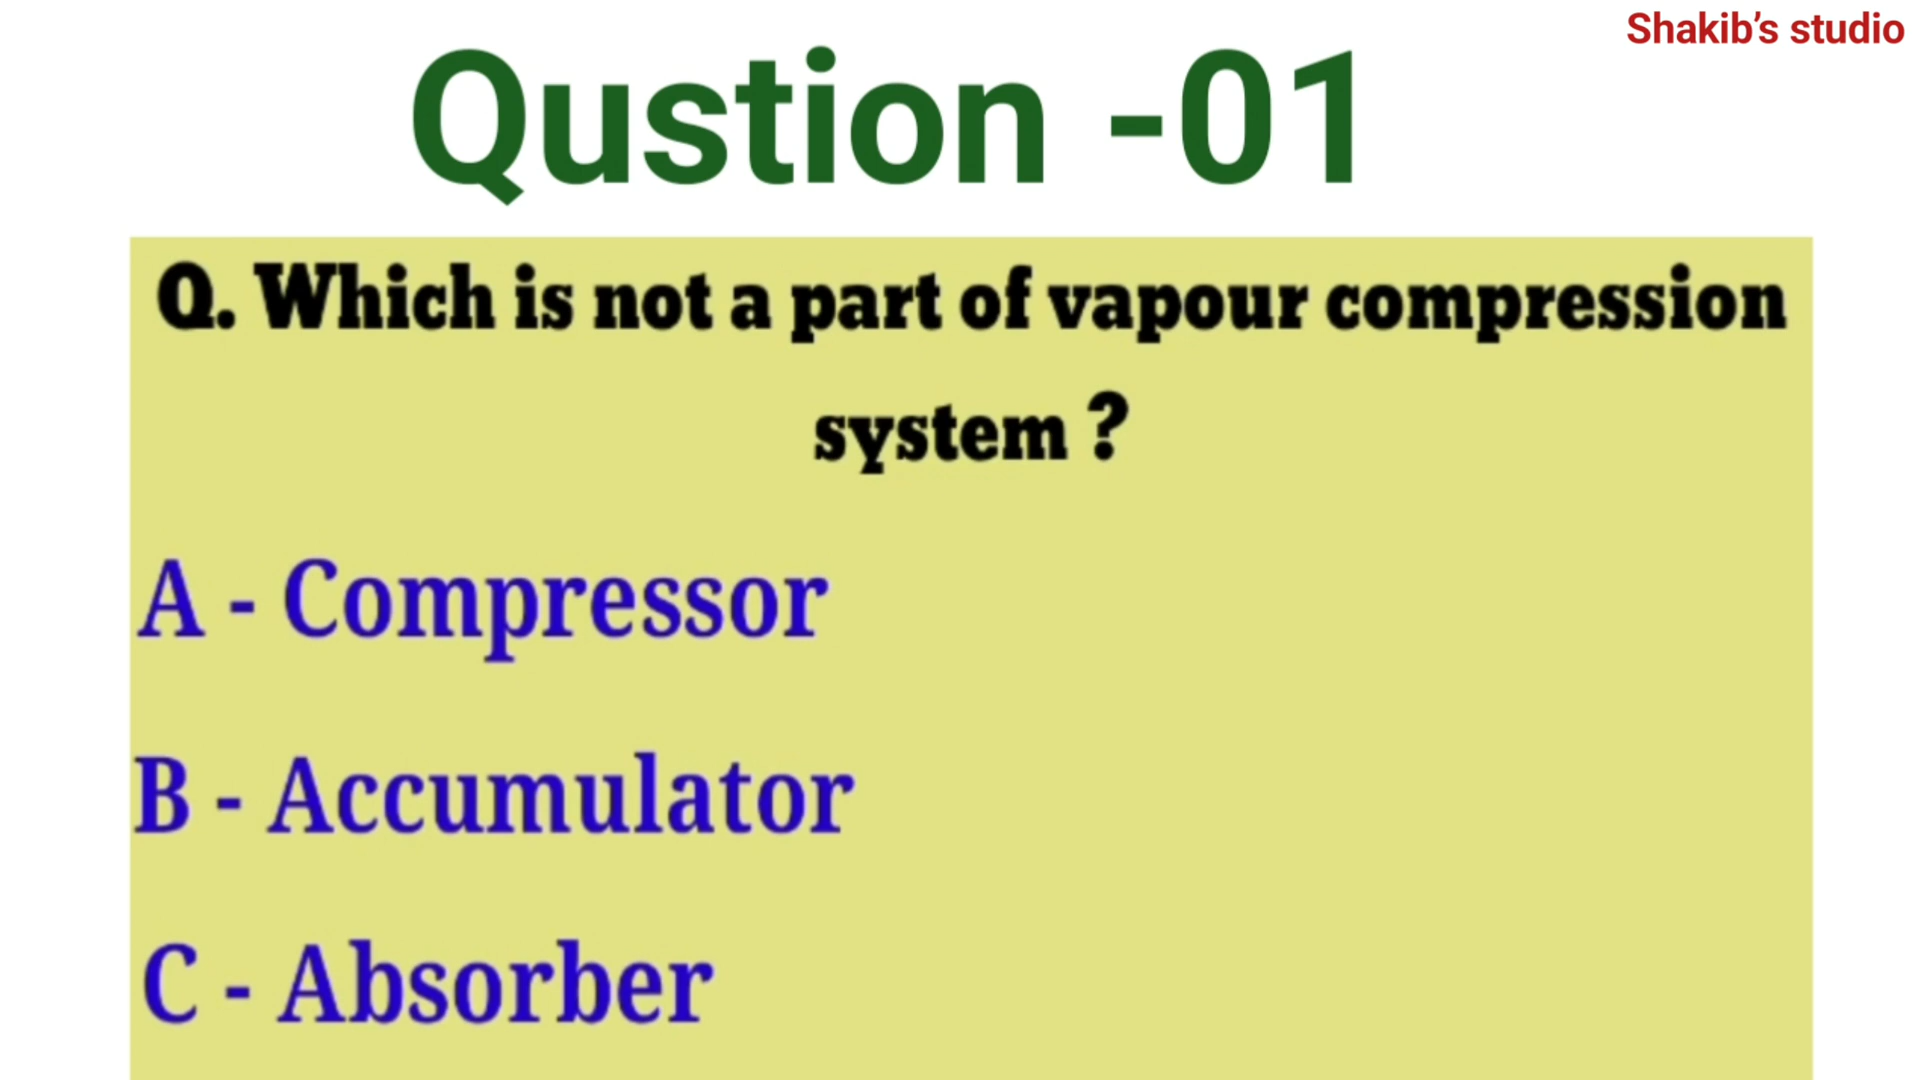 Shakib’s studio
Qustion -01
Q. Which is not a part of vapour compression
system ?
A - Compressor
B - Accumulator
C - Absorber